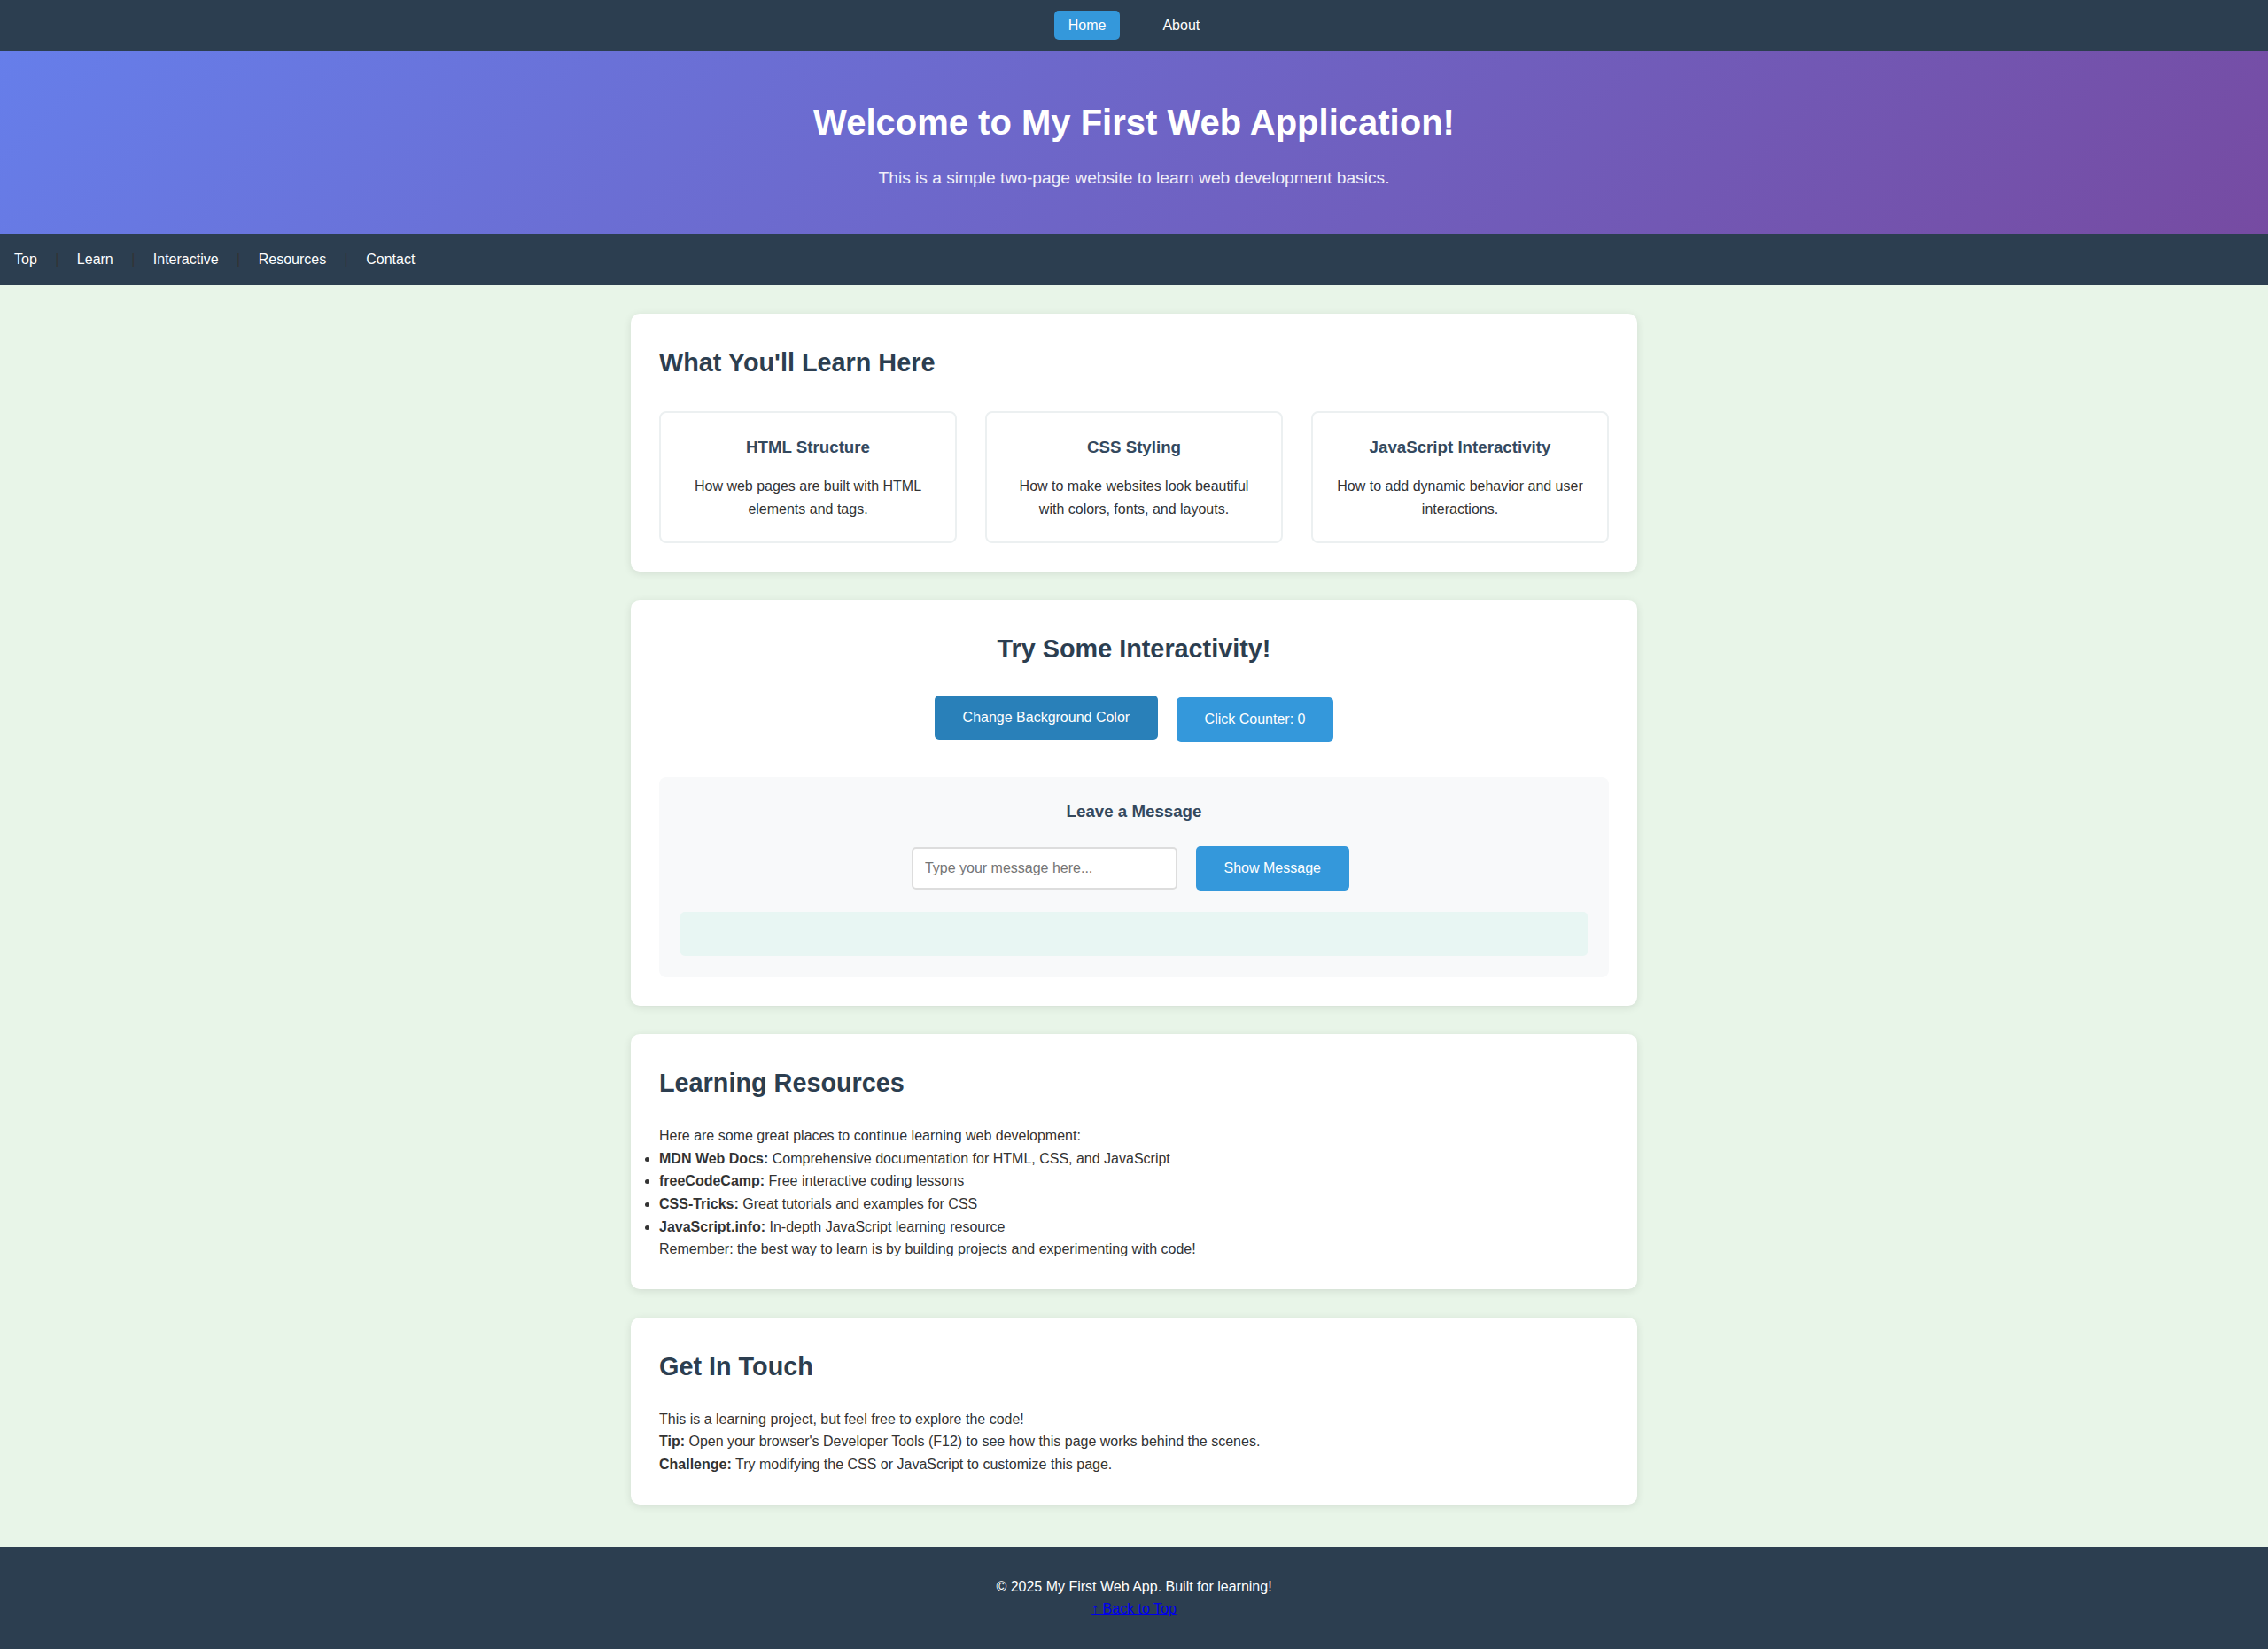 Home About
Welcome to My First Web Application!
This is a simple two-page website to learn web development basics.
Top | Learn | Interactive | Resources | Contact
What You'll Learn Here
HTML Structure
How web pages are built with HTML
elements and tags.
CSS Styling
How to make websites look beautiful
with colors, fonts, and layouts.
JavaScript Interactivity
How to add dynamic behavior and user
interactions.
Try Some Interactivity!
Change Background Color
Click Counter: 0
Leave a Message
Type your message here...
Show Message
Learning Resources
Here are some great places to continue learning web development:
• MDN Web Docs: Comprehensive documentation for HTML, CSS, and JavaScript
• freeCodeCamp: Free interactive coding lessons
• CSS-Tricks: Great tutorials and examples for CSS
• JavaScript.info: In-depth JavaScript learning resource
Remember: the best way to learn is by building projects and experimenting with code!
Get In Touch
This is a learning project, but feel free to explore the code!
Tip: Open your browser's Developer Tools (F12) to see how this page works behind the scenes.
Challenge: Try modifying the CSS or JavaScript to customize this page.
© 2025 My First Web App. Built for learning!
↑ Back to Top